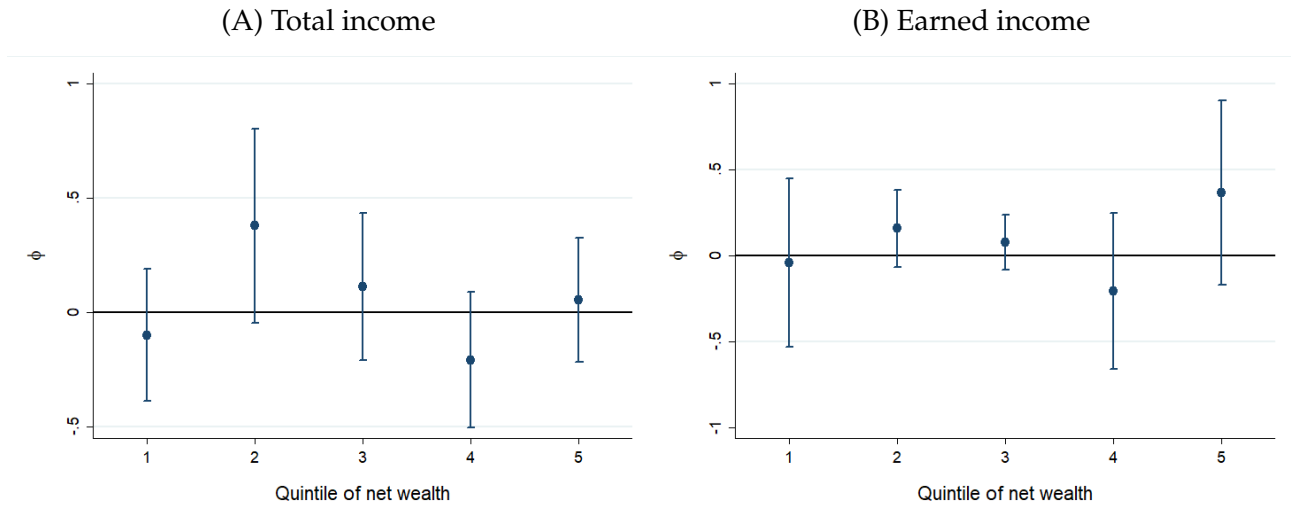 (A) Total income
1
.5
0
-.5
ϕ
1 2 3 4 5
Quintile of net wealth
(B) Earned income
1
.5
0
-.5
-1
ϕ
1 2 3 4 5
Quintile of net wealth